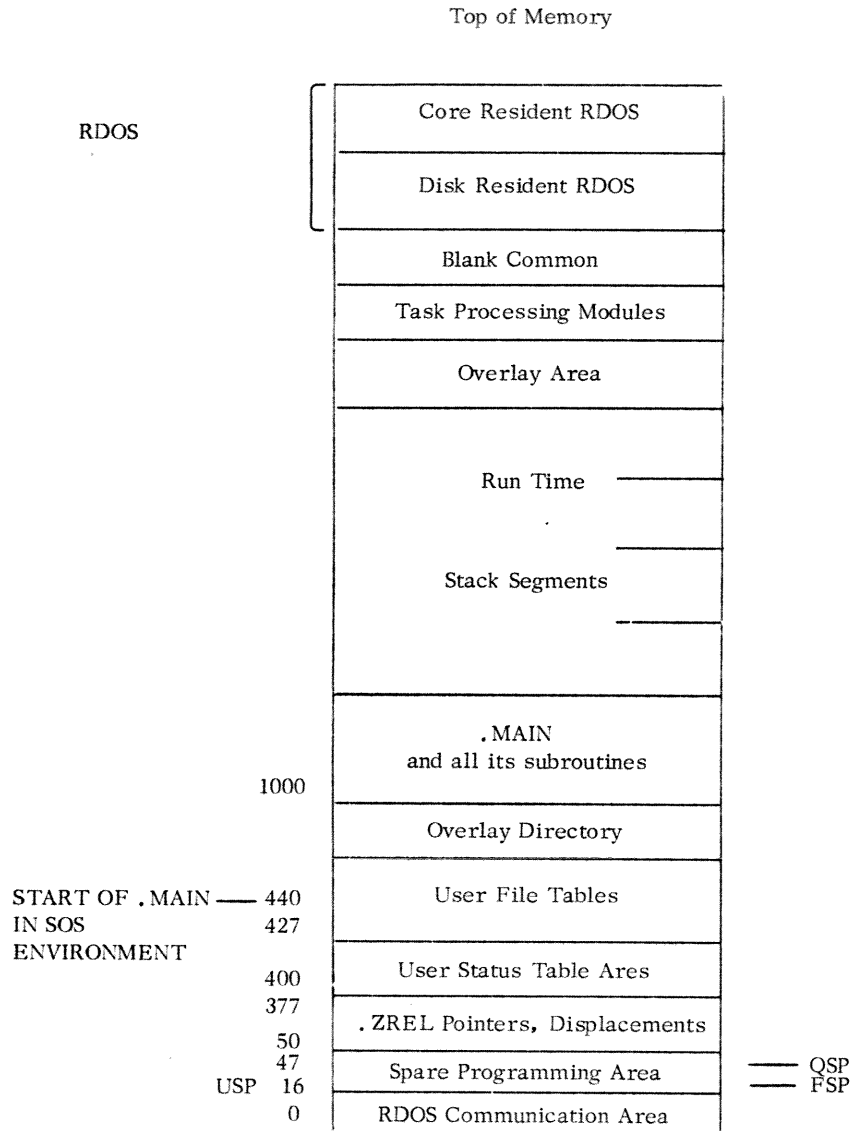 Top of Memory
Core Resident RDOS
RDOS
Disk Resident RDOS
Blank Common
Task Processing Modules
Overlay Area
Run Time
Stack Segments
.MAIN
and all its subroutines
1000
Overlay Directory
START OF .MAIN — 440
User File Tables
IN SOS 427
ENVIRONMENT
User Status Table Ares
400
377
.ZREL Pointers, Displacements
50
47
Spare Programming Area
QSP
USP 16
FSP
0 RDOS Communication Area